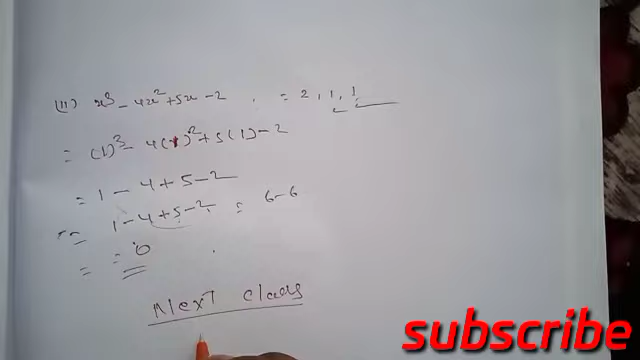 (ii) x³ - 4x² + 5x - 2 , = 2, 1, 1
= (1)³ - 4(1)² + 5(1) - 2
= 1 - 4 + 5 - 2
= 1 - 4 + 5 - 2 = 6 - 6
= = 0
Next class
subscribe